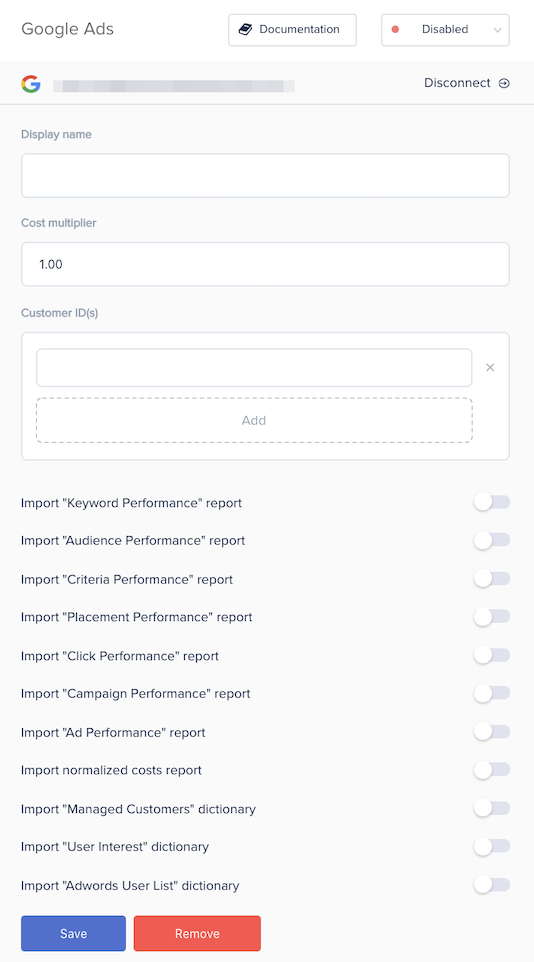 Google Ads
Documentation
Disabled
Disconnect
Display name
Cost multiplier
1.00
Customer ID(s)
Add
Import "Keyword Performance" report
Import "Audience Performance" report
Import "Criteria Performance" report
Import "Placement Performance" report
Import "Click Performance" report
Import "Campaign Performance" report
Import "Ad Performance" report
Import normalized costs report
Import "Managed Customers" dictionary
Import "User Interest" dictionary
Import "Adwords User List" dictionary
Save
Remove